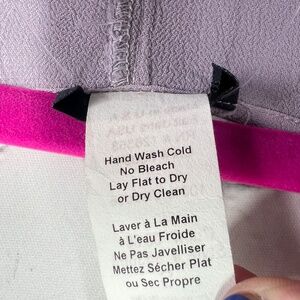 Hand Wash Cold
No Bleach
Lay Flat to Dry
or Dry Clean
Laver à La Main
à L'eau Froide
Ne Pas Javelliser
Mettez Sécher Plat
ou Sec Propre